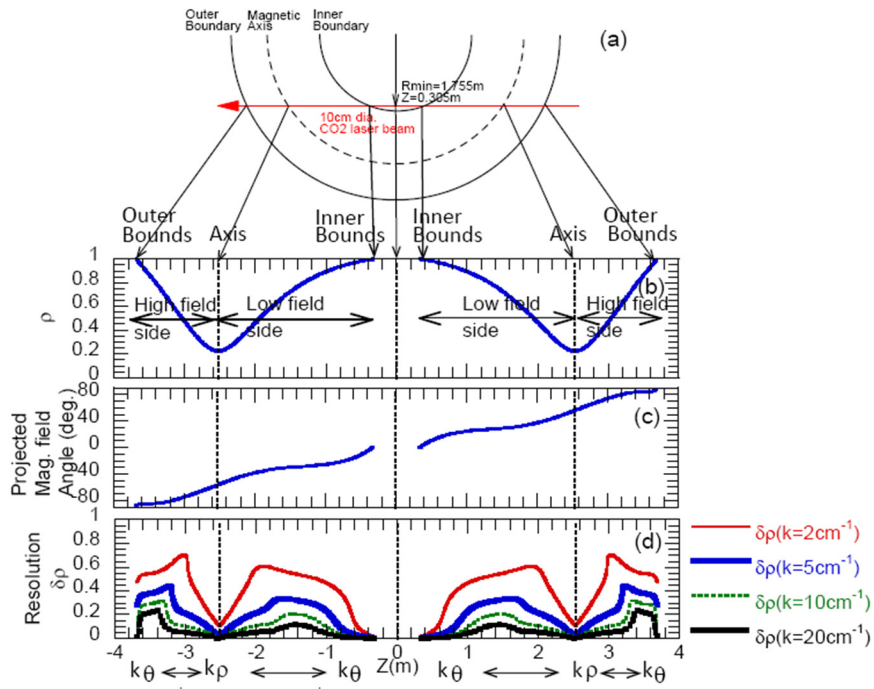 Outer Magnetic Inner
Boundary Axis Boundary
(a)
Rmin=1.755m
Z=0.305m
10cm dia.
CO2 laser beam
Outer Bounds
Axis
Inner Bounds
Inner Bounds
Axis
Outer Bounds
1
0.8
0.6
0.4
0.2
0
ρ
(b)
High field side
Low field side
Low field side
High field side
80
40
0
-40
-80
Projected
Mag. field
Angle (deg.)
(c)
1
0.8
0.6
0.4
0.2
0
Resolution
δρ
(d)
δρ(k=2cm⁻¹)
δρ(k=5cm⁻¹)
δρ(k=10cm⁻¹)
δρ(k=20cm⁻¹)
-4 -3 -2 -1 0 1 2 3 4
Z(m)
kθ kρ kθ kθ kρ kθ